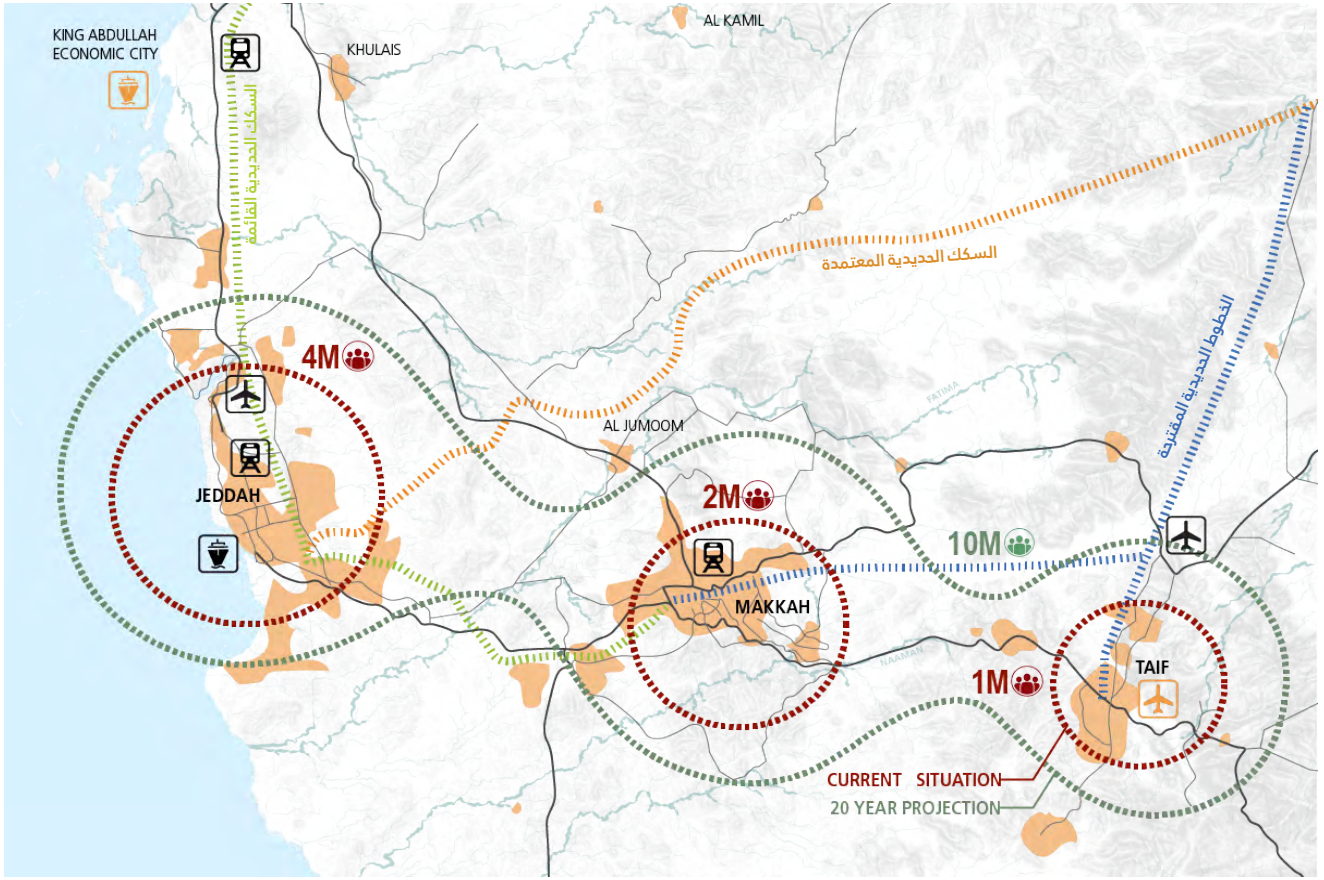 KING ABDULLAH
ECONOMIC CITY
KHULAIS
AL KAMIL
السكك الحديدية القائمة
السكك الحديدية المعتمدة
الخطوط الحديدية المقترحة
4M
FATIMA
AL JUMOOM
2M
JEDDAH
10M
MAKKAH
NAAMAN
1M
TAIF
CURRENT SITUATION
20 YEAR PROJECTION